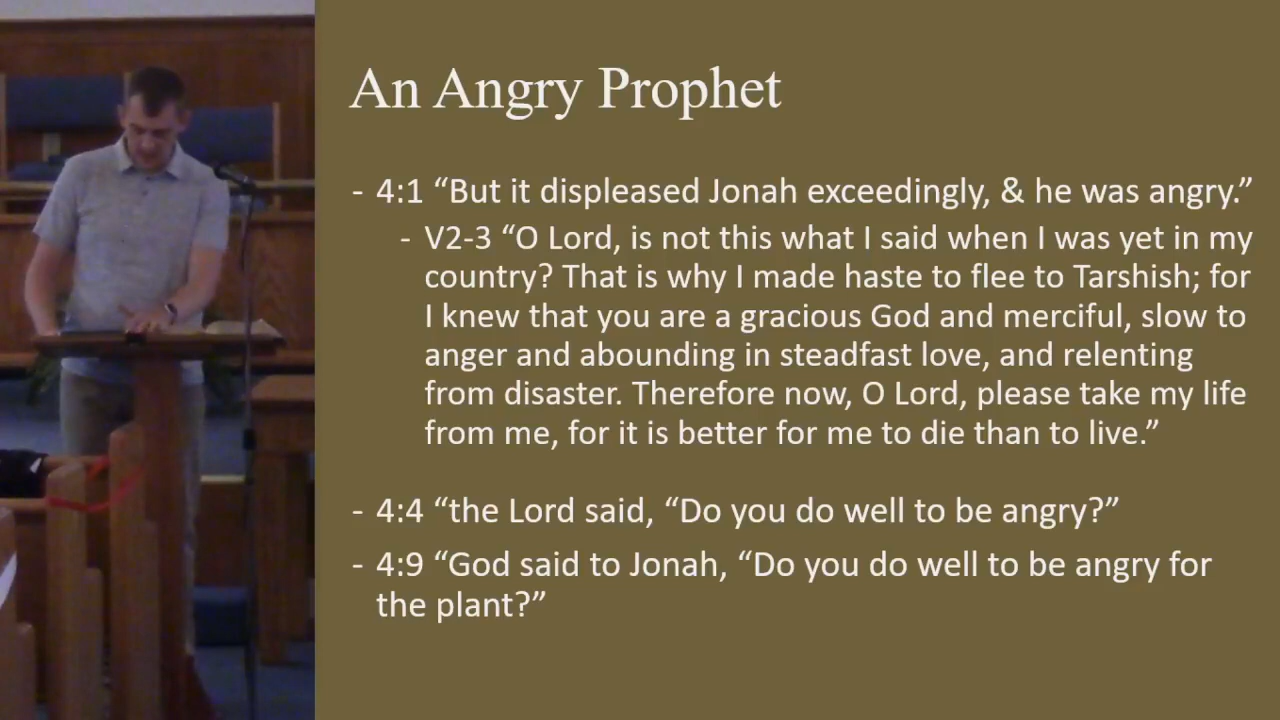 An Angry Prophet
- 4:1 “But it displeased Jonah exceedingly, & he was angry.”
- V2-3 “O Lord, is not this what I said when I was yet in my
country? That is why I made haste to flee to Tarshish; for
I knew that you are a gracious God and merciful, slow to
anger and abounding in steadfast love, and relenting
from disaster. Therefore now, O Lord, please take my life
from me, for it is better for me to die than to live.”
- 4:4 “the Lord said, “Do you do well to be angry?”
- 4:9 “God said to Jonah, “Do you do well to be angry for
the plant?”